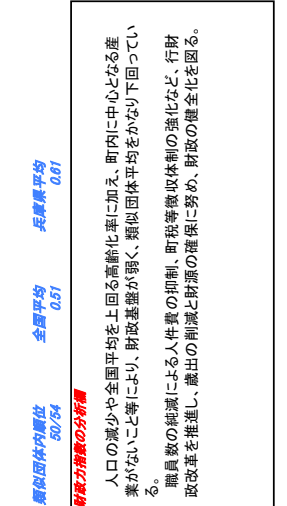 類似団体内順位 全国平均 兵庫県平均
50/54 0.51 0.61
財政力指数の分析欄
人口の減少や全国平均を上回る高齢化率に加え、町内に中心となる産
業がないこと等により、財政基盤が弱く、類似団体平均をかなり下回ってい
る。
職員数の純減による人件費の抑制、町税等徴収体制の強化など、行財
政改革を推進し、歳出の削減と財源の確保に努め、財政の健全化を図る。